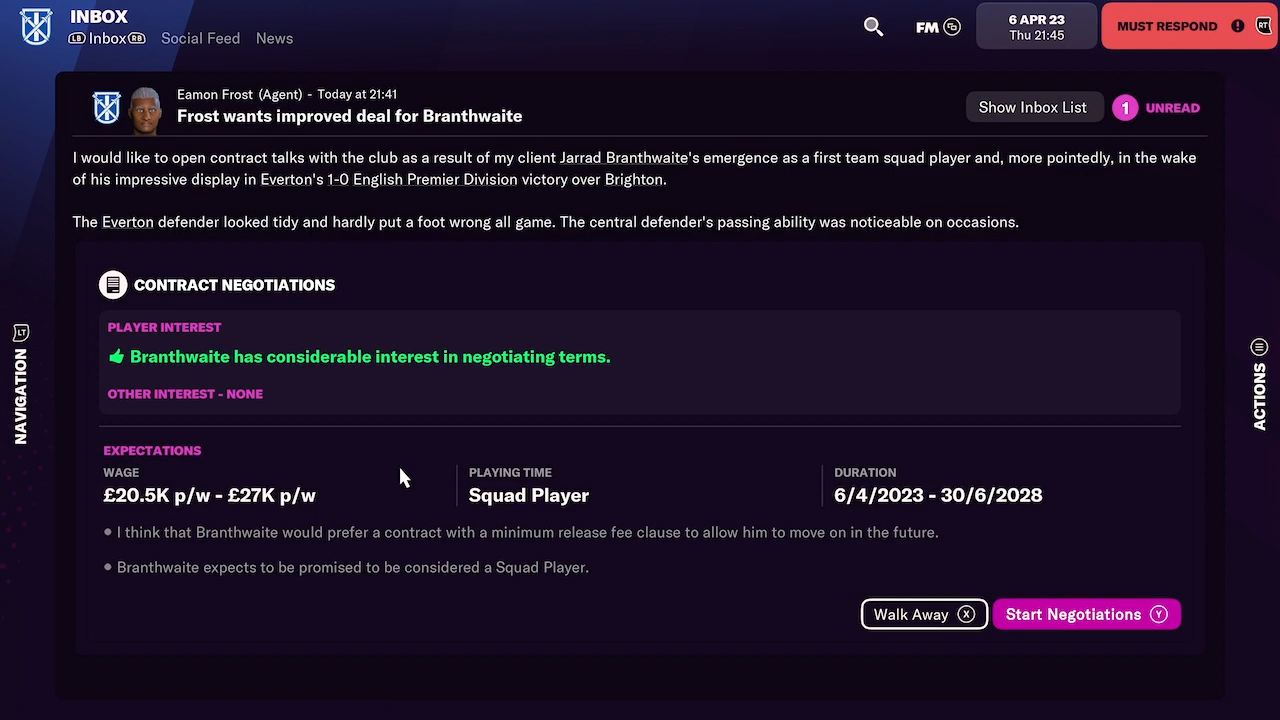 INBOX
LB Inbox RB Social Feed News
FM
6 APR 23
Thu 21:45
MUST RESPOND RT
Eamon Frost (Agent) - Today at 21:41
Frost wants improved deal for Branthwaite
Show Inbox List
1 UNREAD
I would like to open contract talks with the club as a result of my client Jarrad Branthwaite's emergence as a first team squad player and, more pointedly, in the wake
of his impressive display in Everton's 1-0 English Premier Division victory over Brighton.
The Everton defender looked tidy and hardly put a foot wrong all game. The central defender's passing ability was noticeable on occasions.
CONTRACT NEGOTIATIONS
PLAYER INTEREST
Branthwaite has considerable interest in negotiating terms.
OTHER INTEREST - NONE
EXPECTATIONS
WAGE PLAYING TIME DURATION
£20.5K p/w - £27K p/w Squad Player 6/4/2023 - 30/6/2028
• I think that Branthwaite would prefer a contract with a minimum release fee clause to allow him to move on in the future.
• Branthwaite expects to be promised to be considered a Squad Player.
Walk Away X Start Negotiations Y
LT
NAVIGATION
ACTIONS